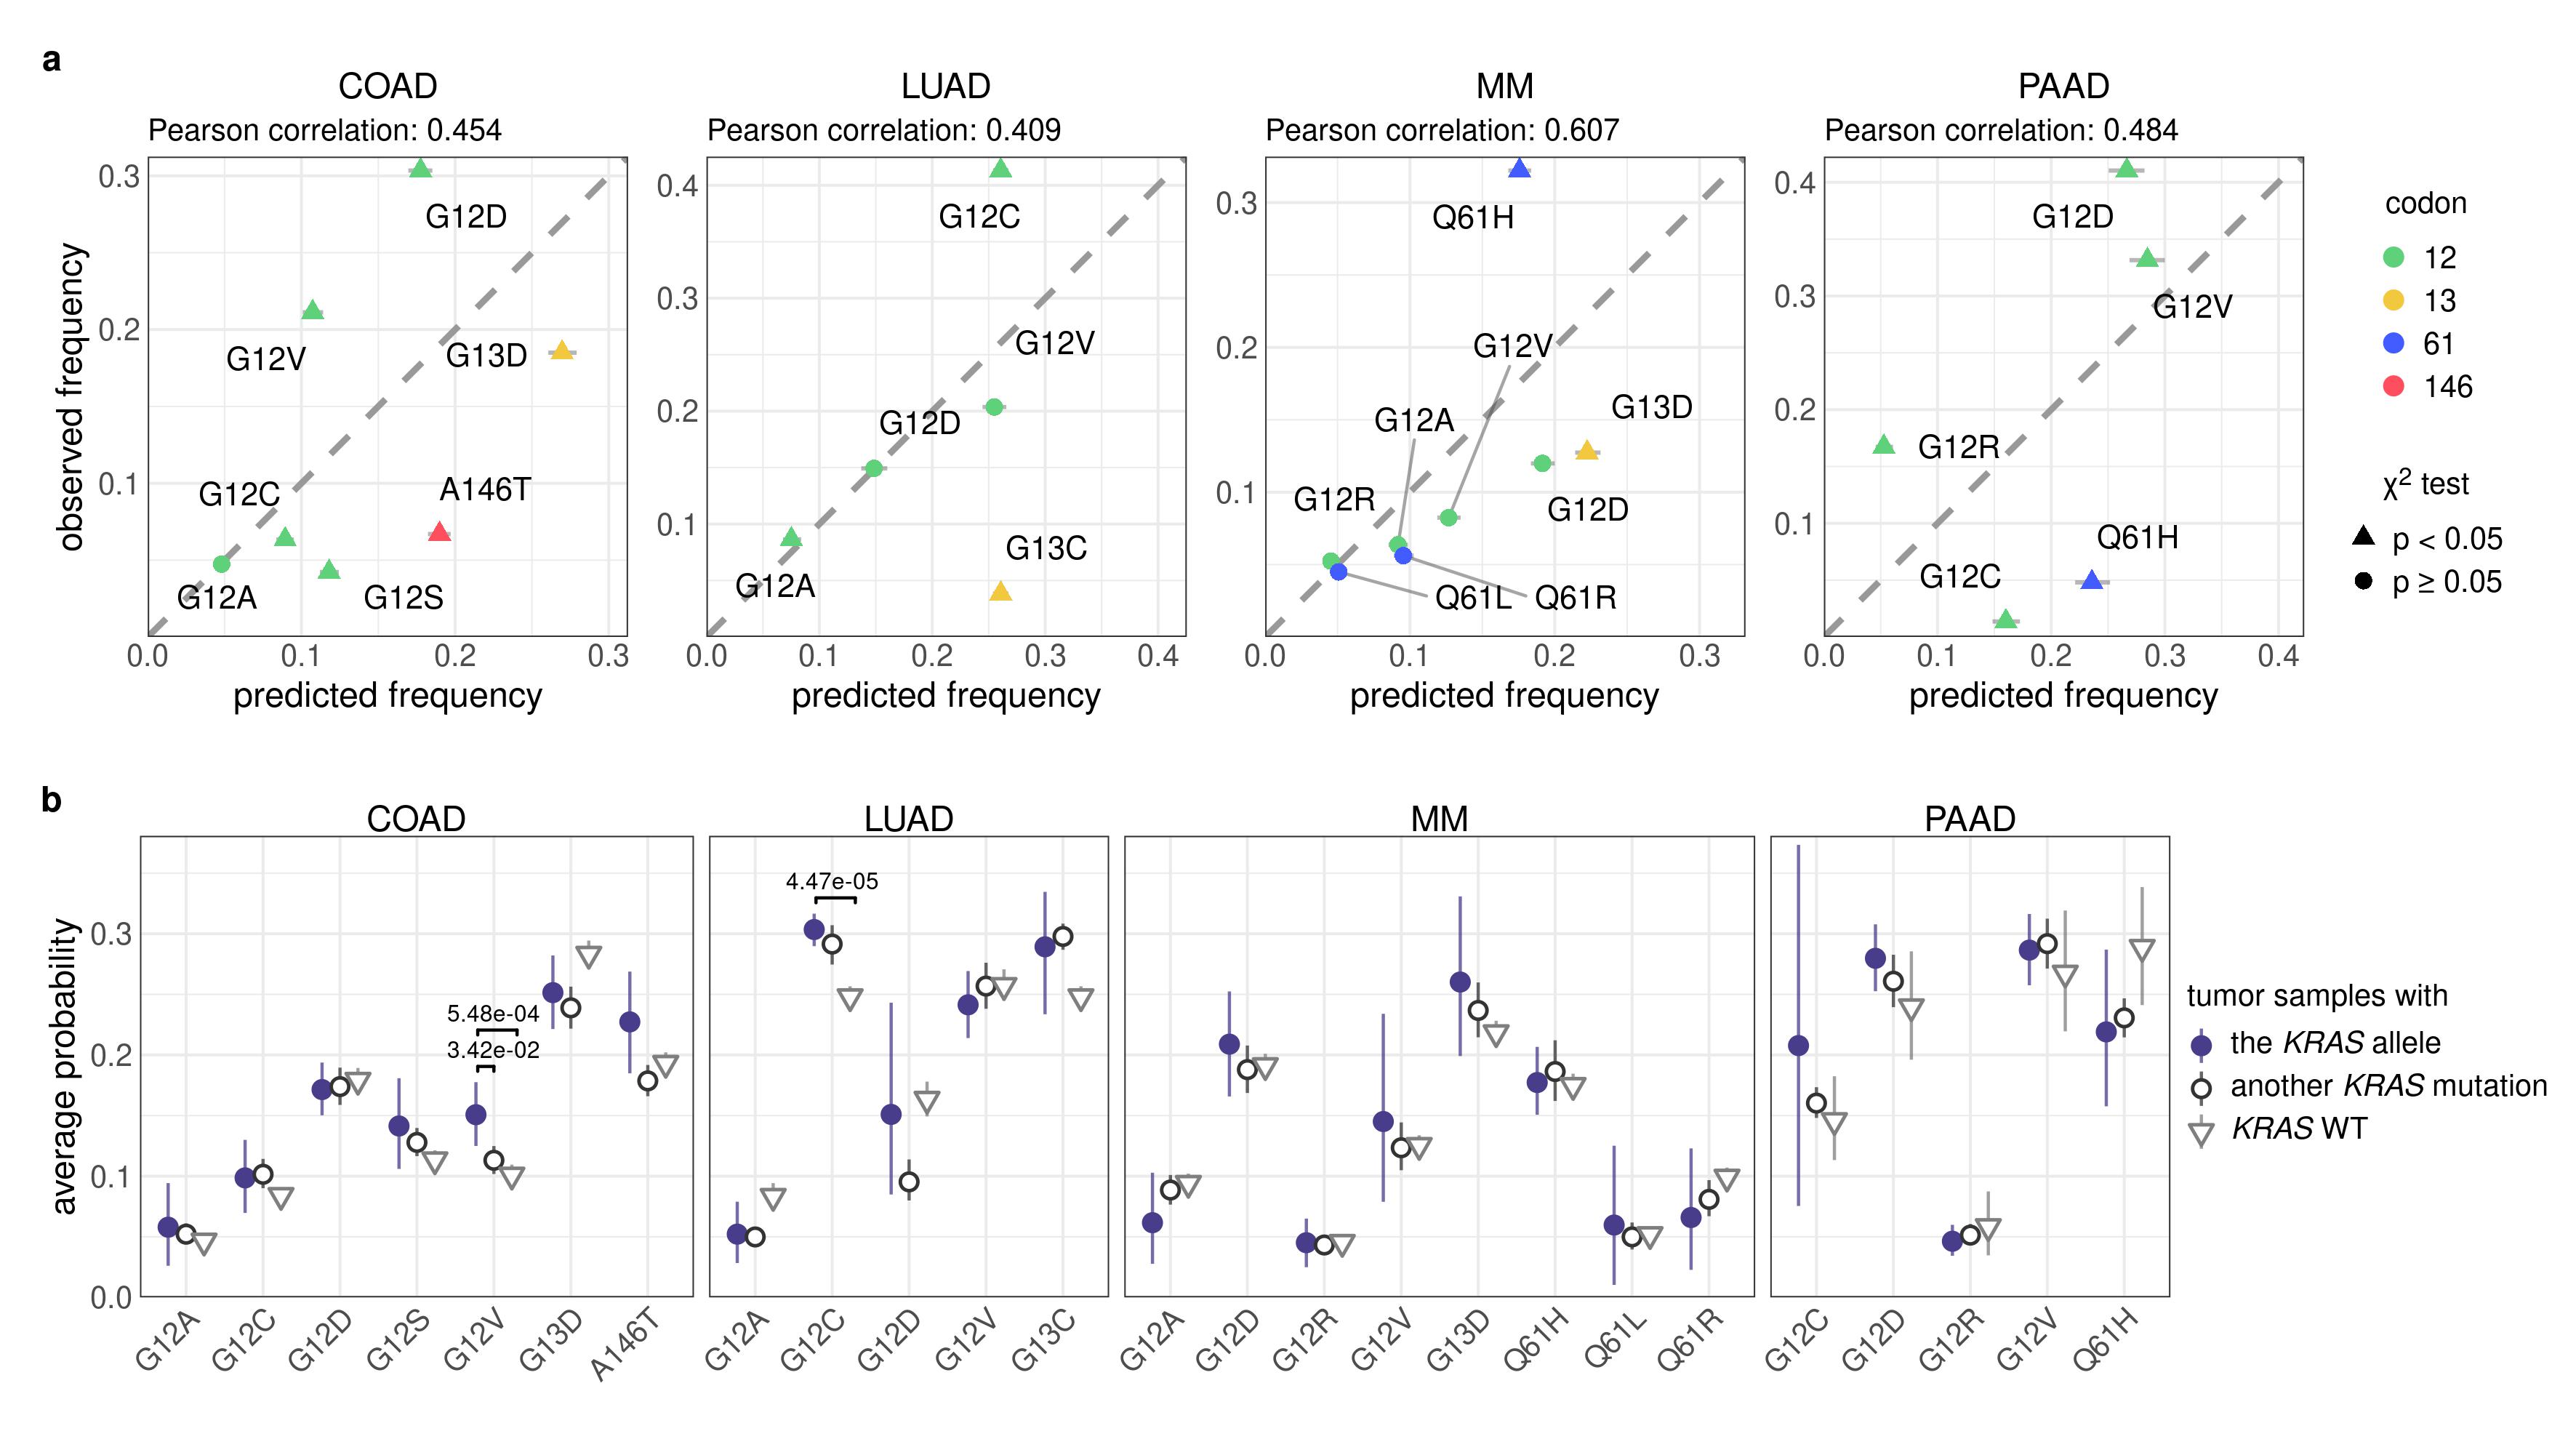 a
COAD
LUAD
MM
PAAD
Pearson correlation: 0.454
Pearson correlation: 0.409
Pearson correlation: 0.607
Pearson correlation: 0.484
observed frequency
0.3
0.2
0.1
G12D
G12V
G13D
G12C
A146T
G12A
G12S
0.0 0.1 0.2 0.3
predicted frequency
0.4
0.3
0.2
0.1
G12C
G12V
G12D
G13C
G12A
0.0 0.1 0.2 0.3 0.4
predicted frequency
0.3
0.2
0.1
Q61H
G12V
G13D
G12A
G12R
G12D
Q61L
Q61R
0.0 0.1 0.2 0.3
predicted frequency
0.4
0.3
0.2
0.1
G12D
G12V
G12R
Q61H
G12C
0.0 0.1 0.2 0.3 0.4
predicted frequency
codon
12
13
61
146
χ2 test
p < 0.05
p ≥ 0.05
b
COAD
LUAD
MM
PAAD
average probability
0.3
0.2
0.1
0.0
5.48e-04
3.42e-02
4.47e-05
G12A G12C G12D G12S G12V G13D A146T
G12A G12C G12D G12V G13C
G12A G12D G12R G12V G13D Q61H Q61L Q61R
G12C G12D G12R G12V Q61H
tumor samples with
the KRAS allele
another KRAS mutation
KRAS WT